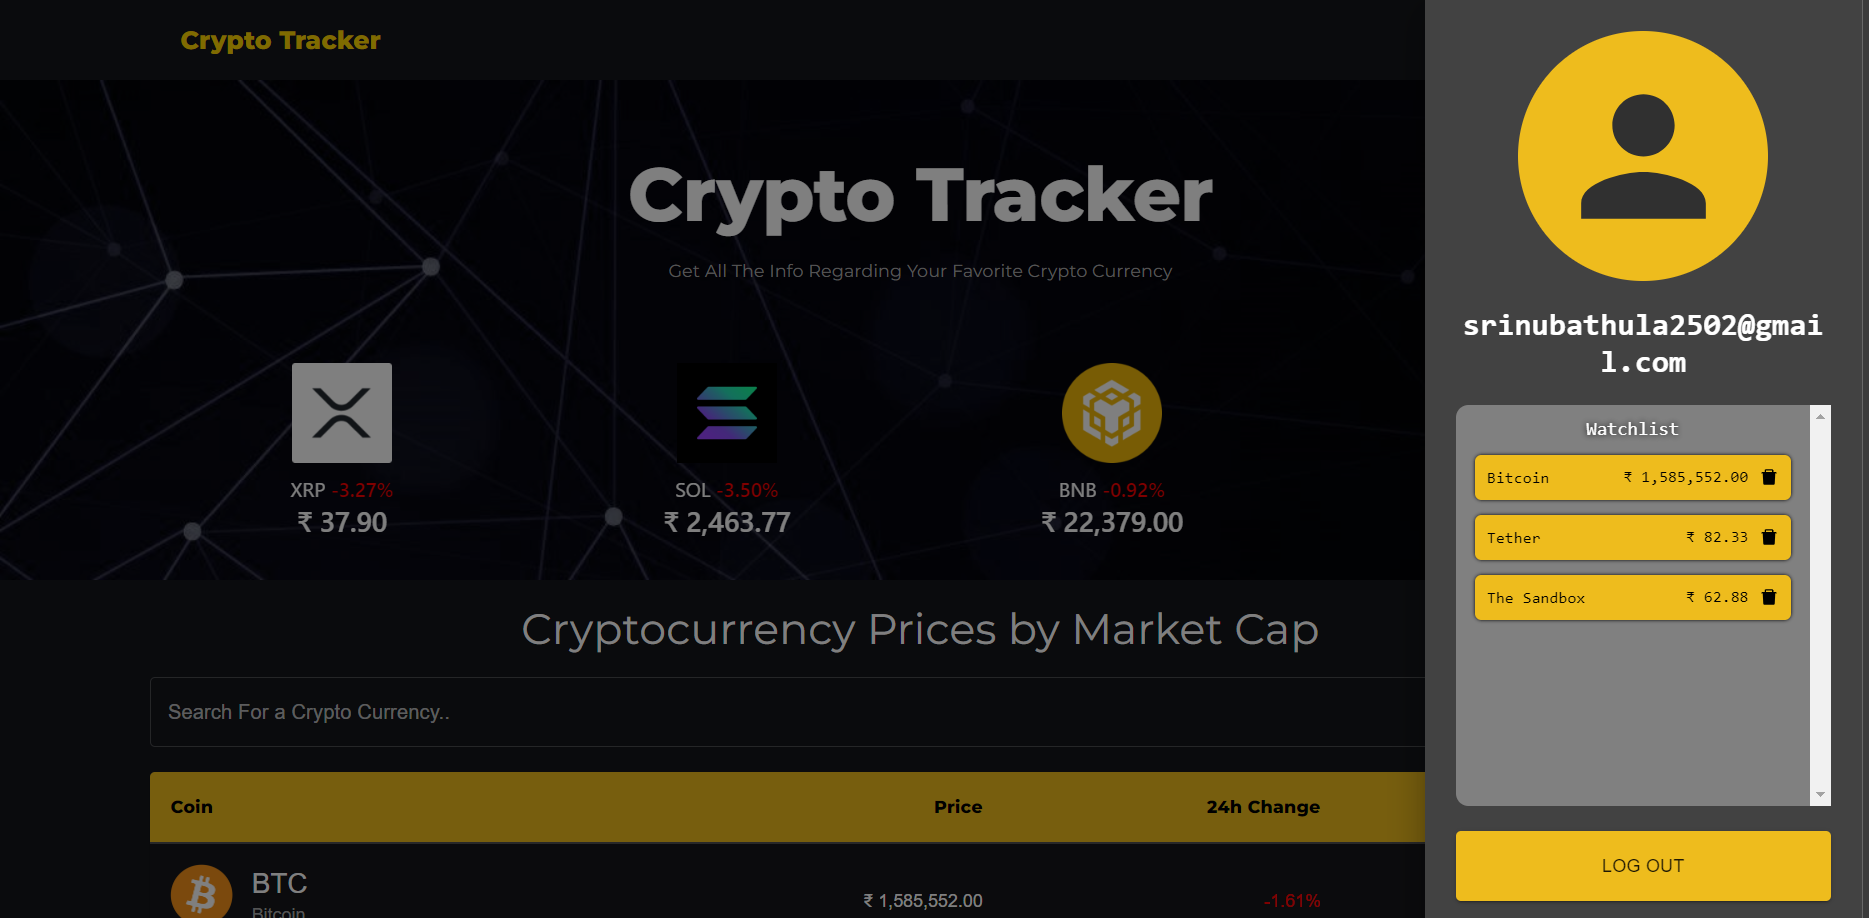 Crypto Tracker
Crypto Tracker
Get All The Info Regarding Your Favorite Crypto Currency
XRP -3.27%
₹ 37.90
SOL -3.50%
₹ 2,463.77
BNB -0.92%
₹ 22,379.00
Cryptocurrency Prices by Market Cap
Search For a Crypto Currency..
Coin Price 24h Change
BTC
Bitcoin
₹ 1,585,552.00 -1.61%
srinubathula2502@gmai
l.com
Watchlist
Bitcoin ₹ 1,585,552.00
Tether ₹ 82.33
The Sandbox ₹ 62.88
LOG OUT